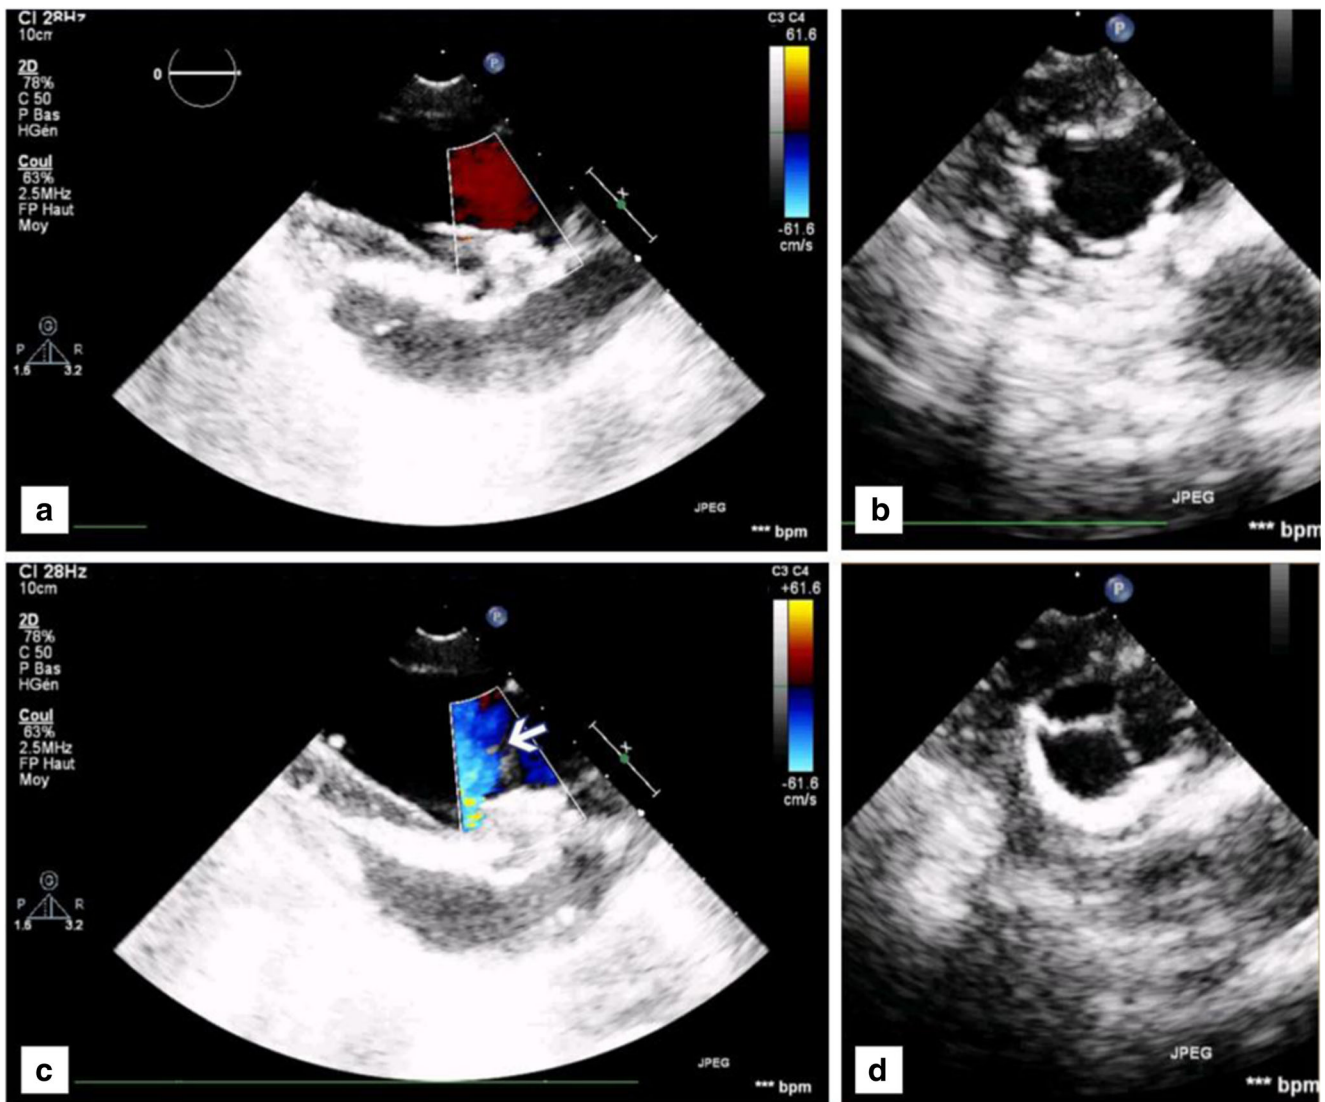 CI 28Hz
10cm
2D
78%
C 50
P Bas
HGén
Coul
63%
2.5MHz
FP Haut
Moy
G
P R
1.6 3.2
0
P
x
C3 C4
61.6
-61.6
cm/s
JPEG
*** bpm
a
P
JPEG
*** bpm
b
CI 28Hz
10cm
2D
78%
C 50
P Bas
HGén
Coul
63%
2.5MHz
FP Haut
Moy
G
P R
1.6 3.2
P
x
C3 C4
+61.6
-61.6
cm/s
JPEG
*** bpm
c
P
JPEG
*** bpm
d